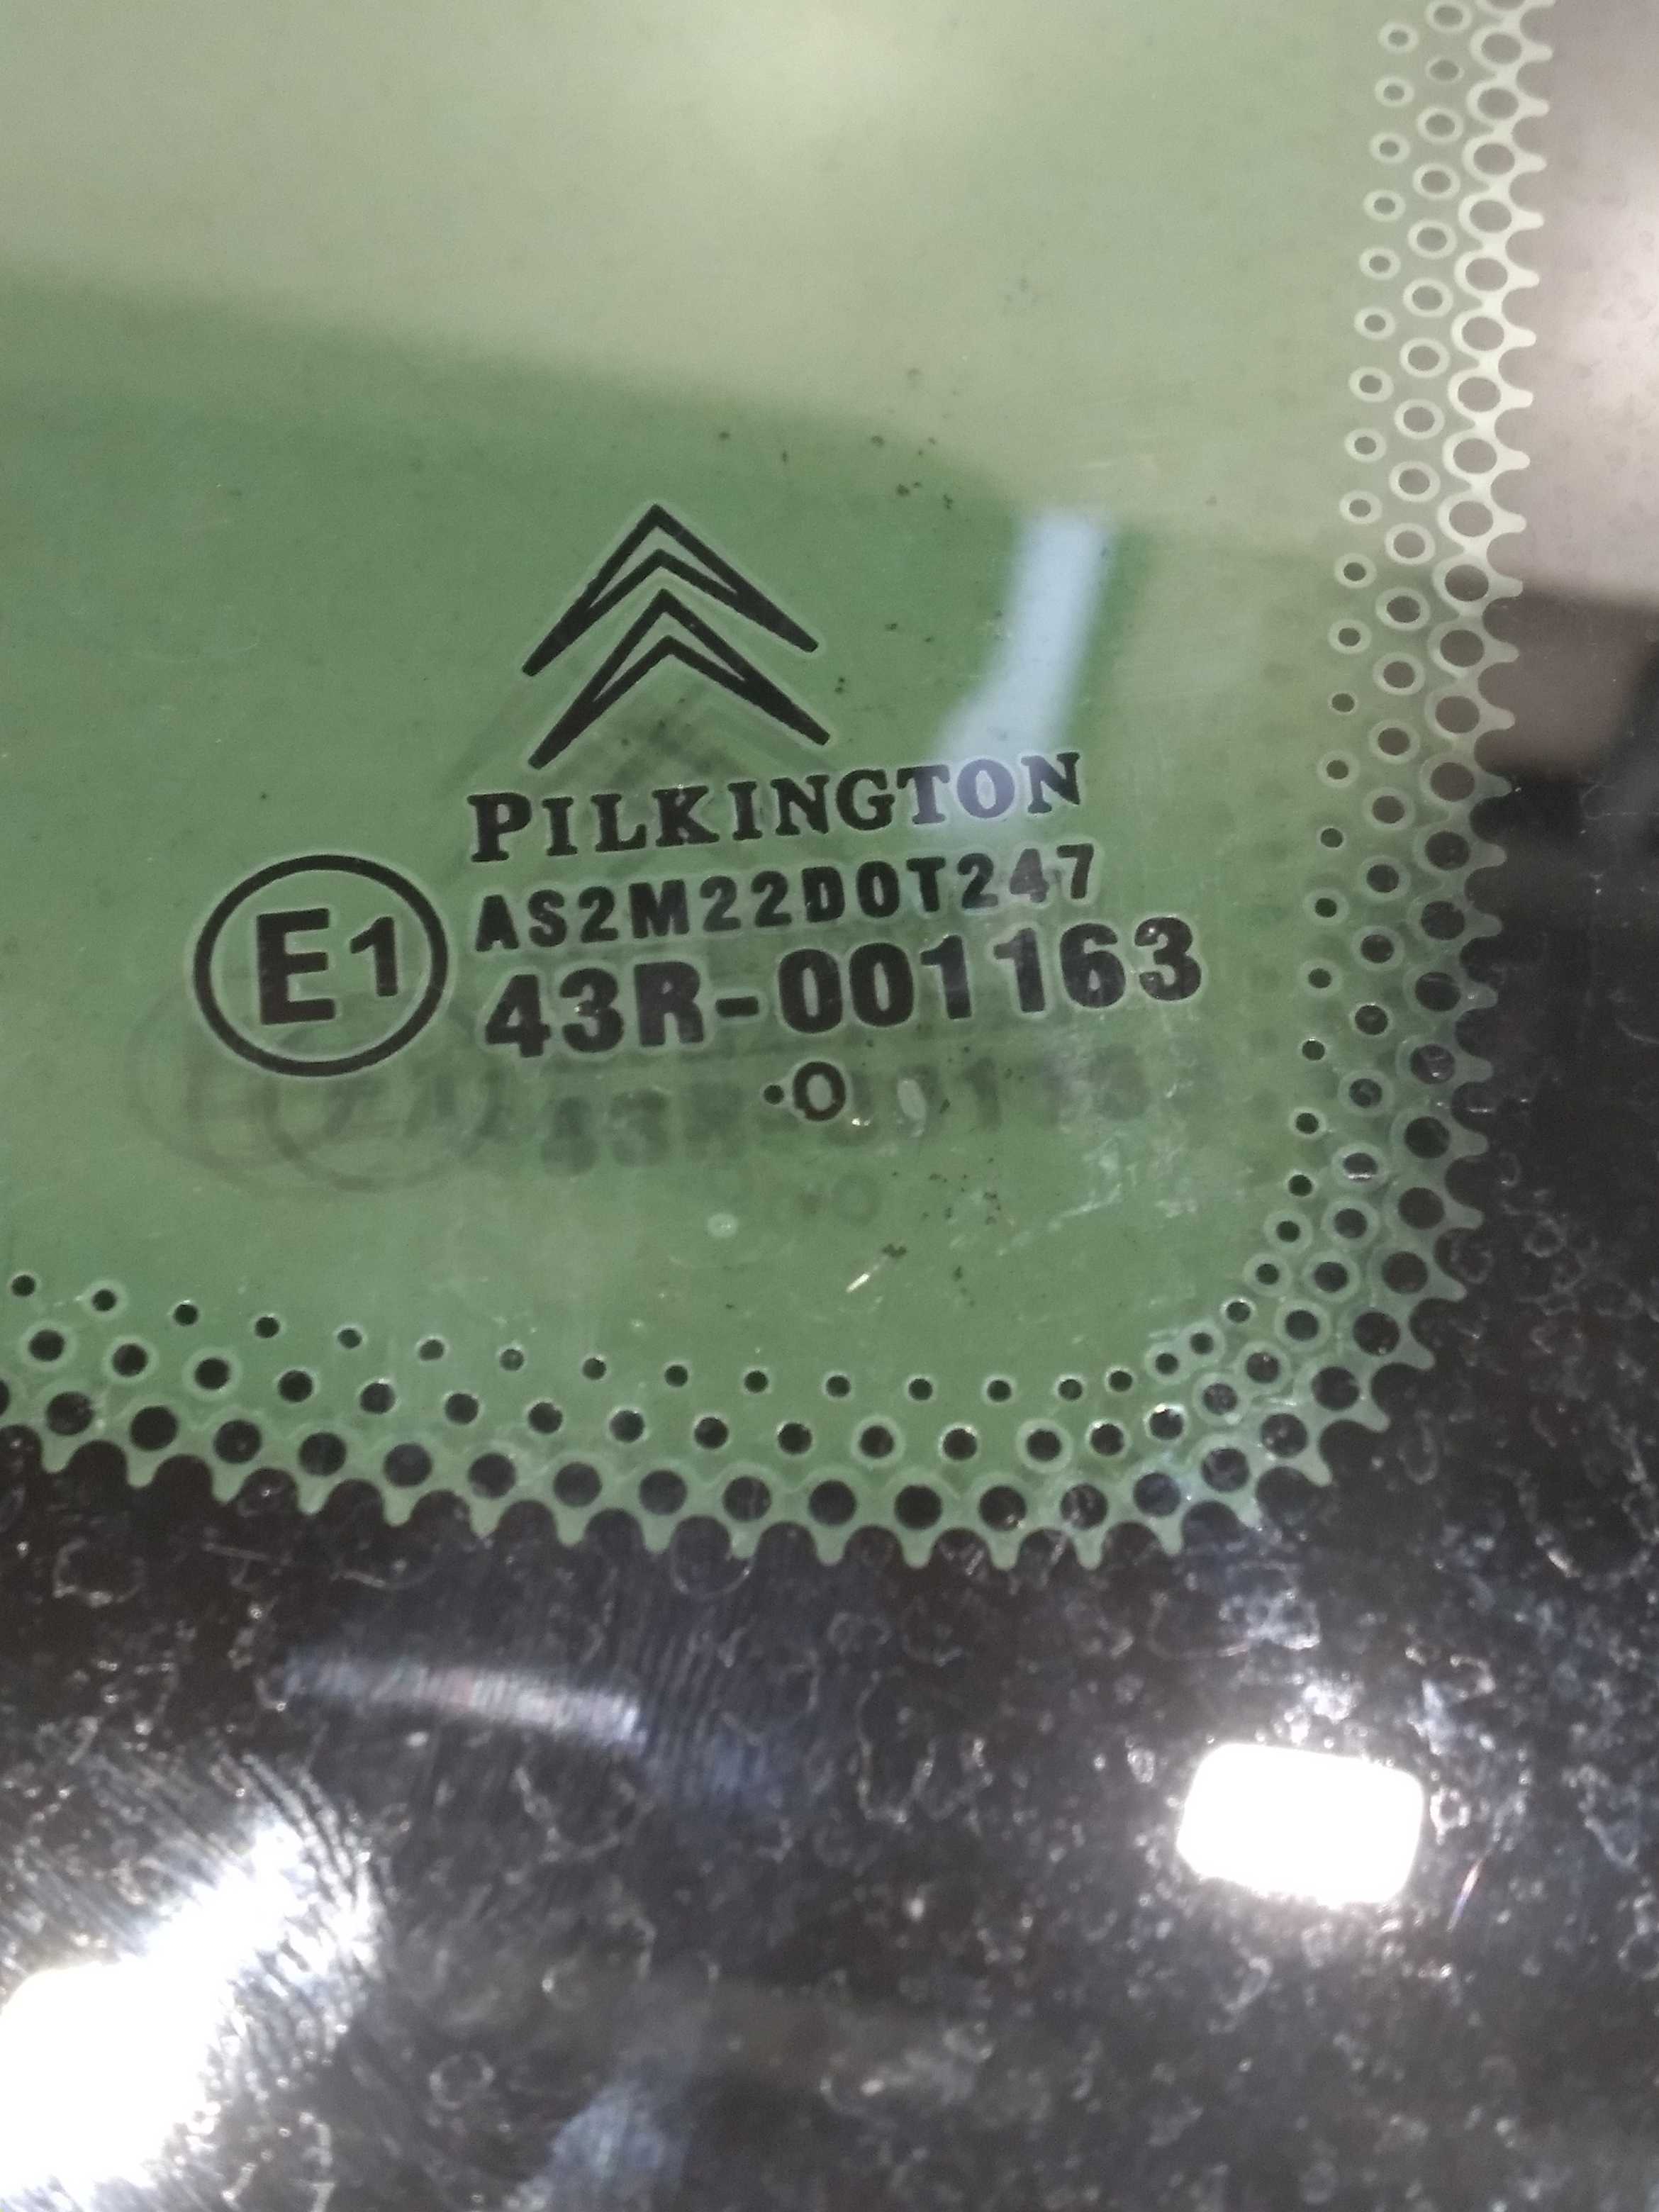 PILKINGTON
E1
AS2M22DOT247
43R-001163
·O